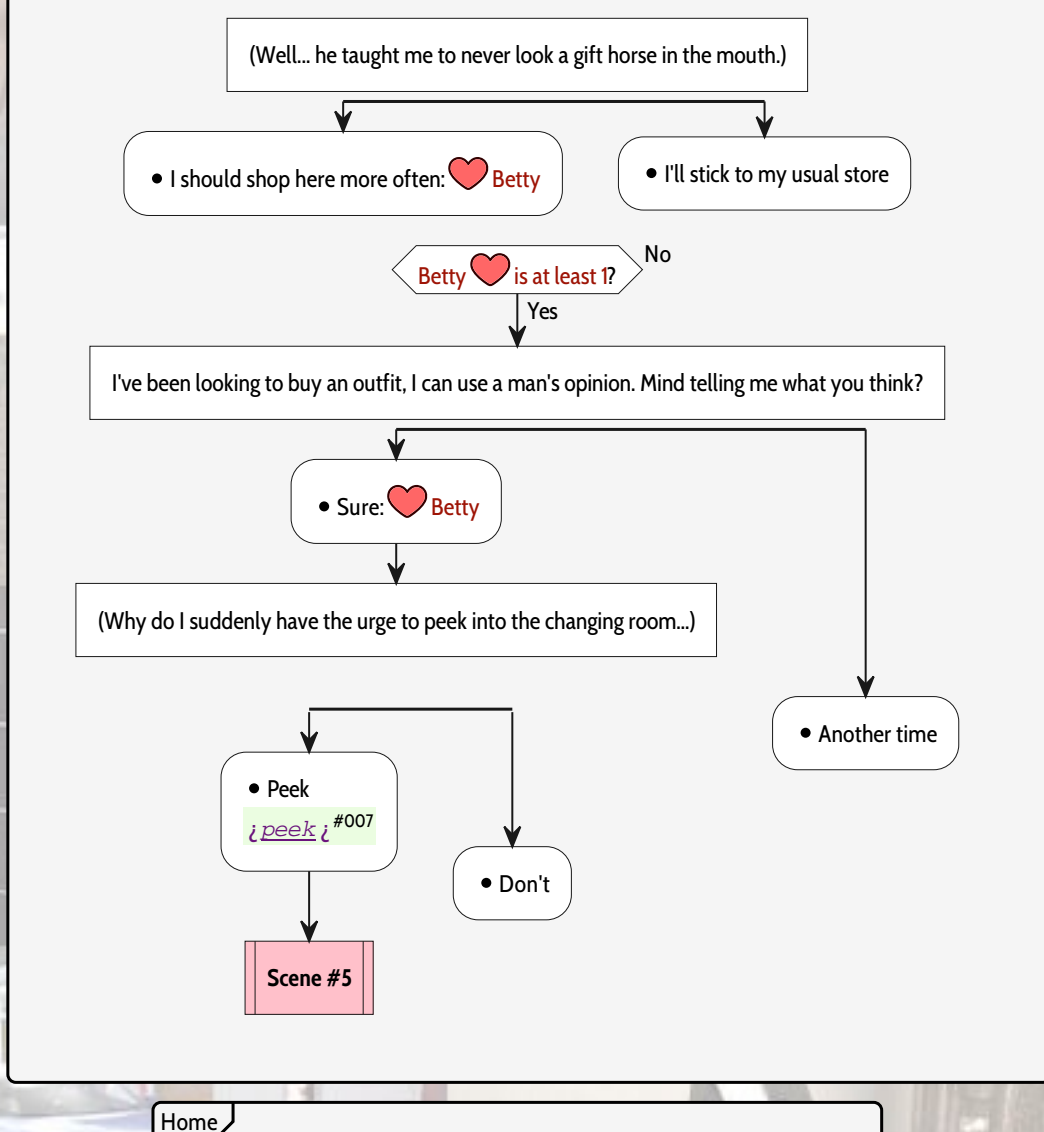 (Well... he taught me to never look a gift horse in the mouth.)
• I should shop here more often: Betty
• I'll stick to my usual store
Betty is at least 1?
No
Yes
I've been looking to buy an outfit, I can use a man's opinion. Mind telling me what you think?
• Sure: Betty
(Why do I suddenly have the urge to peek into the changing room...)
• Another time
• Peek
¿peek¿#007
• Don't
Scene #5
Home